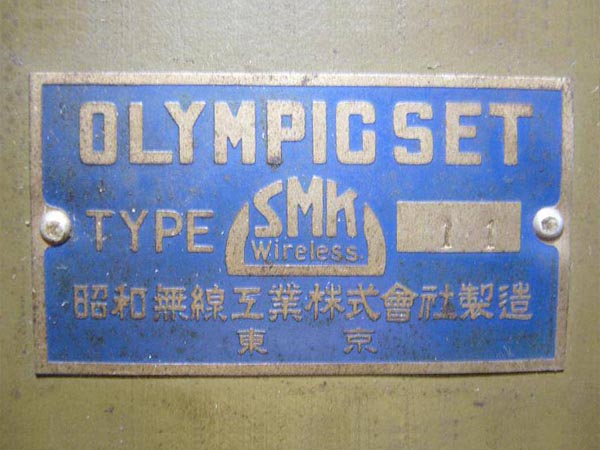 OLYMPIC SET
TYPE SMK Wireless. 11
昭和無線工業株式會社製造
東京